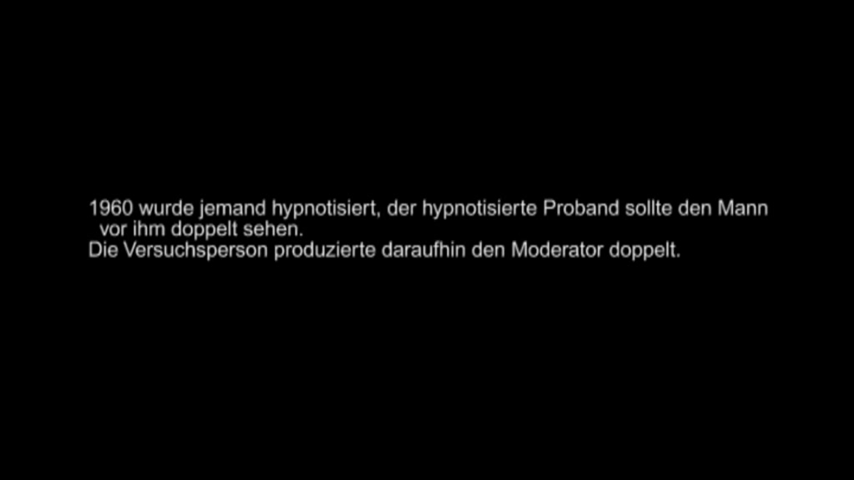 1960 wurde jemand hypnotisiert, der hypnotisierte Proband sollte den Mann
vor ihm doppelt sehen.
Die Versuchsperson produzierte daraufhin den Moderator doppelt.